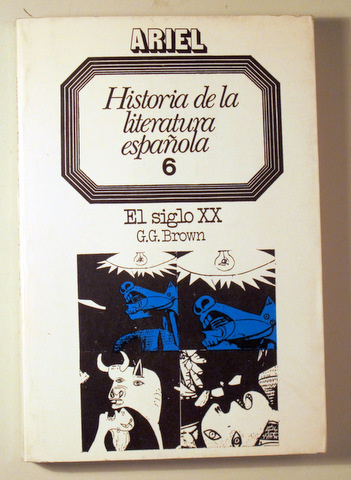 ARIEL
Historia de la
literatura
española
6
El siglo XX
G.G. Brown